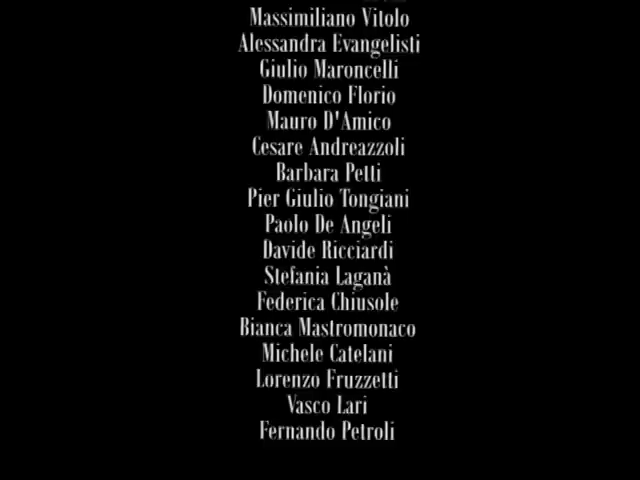 Massimiliano Vitolo
Alessandra Evangelisti
Giulio Maroncelli
Domenico Florio
Mauro D'Amico
Cesare Andreazzoli
Barbara Petti
Pier Giulio Tongiani
Paolo De Angeli
Davide Ricciardi
Stefania Laganà
Federica Chiusole
Bianca Mastromonaco
Michele Catelani
Lorenzo Fruzzetti
Vasco Lari
Fernando Petroli